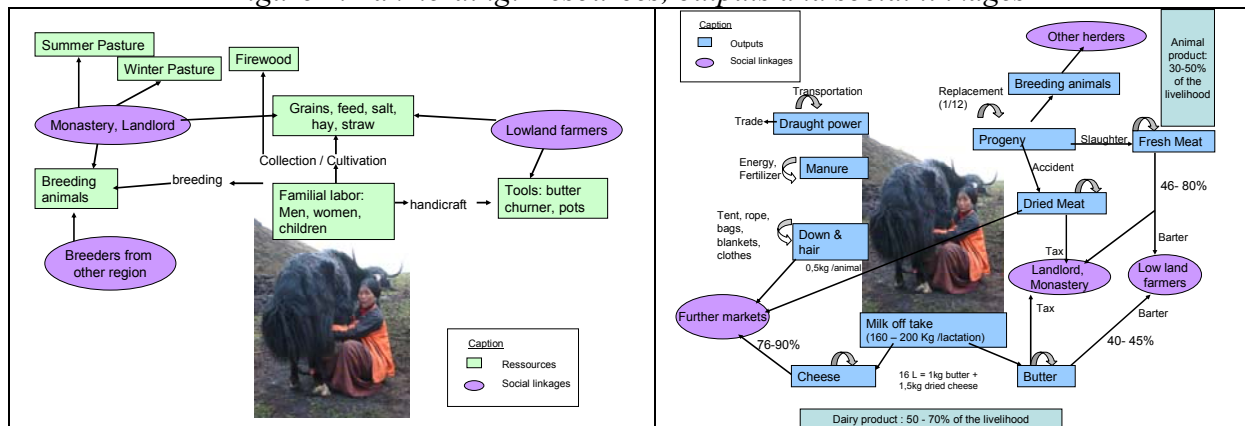 outputs and social linkages
Summer Pasture
Winter Pasture
Firewood
Grains, feed, salt,
hay, straw
Monastery, Landlord
Lowland farmers
Collection / Cultivation
Breeding
animals
breeding
Familial labor:
Men, women,
children
handicraft
Tools: butter
churner, pots
Breeders from
other region
Caption
Ressources
Social linkages
Caption
Outputs
Social linkages
Other herders
Animal
product:
30-50%
of the
livelihood
Breeding animals
Replacement
(1/12)
Transportation
Trade
Draught power
Progeny
Slaughter
Fresh Meat
Energy,
Fertilizer
Manure
Accident
46- 80%
Dried Meat
Tent, rope,
bags,
blankets,
clothes
Down &
hair
0,5kg /animal
Tax
Barter
Landlord,
Monastery
Low land
farmers
Further markets
Milk off take
(160 – 200 Kg /lactation)
Tax
Barter
76-90%
40- 45%
Cheese
16 L = 1kg butter +
1,5kg dried cheese
Butter
Dairy product : 50 - 70% of the livelihood